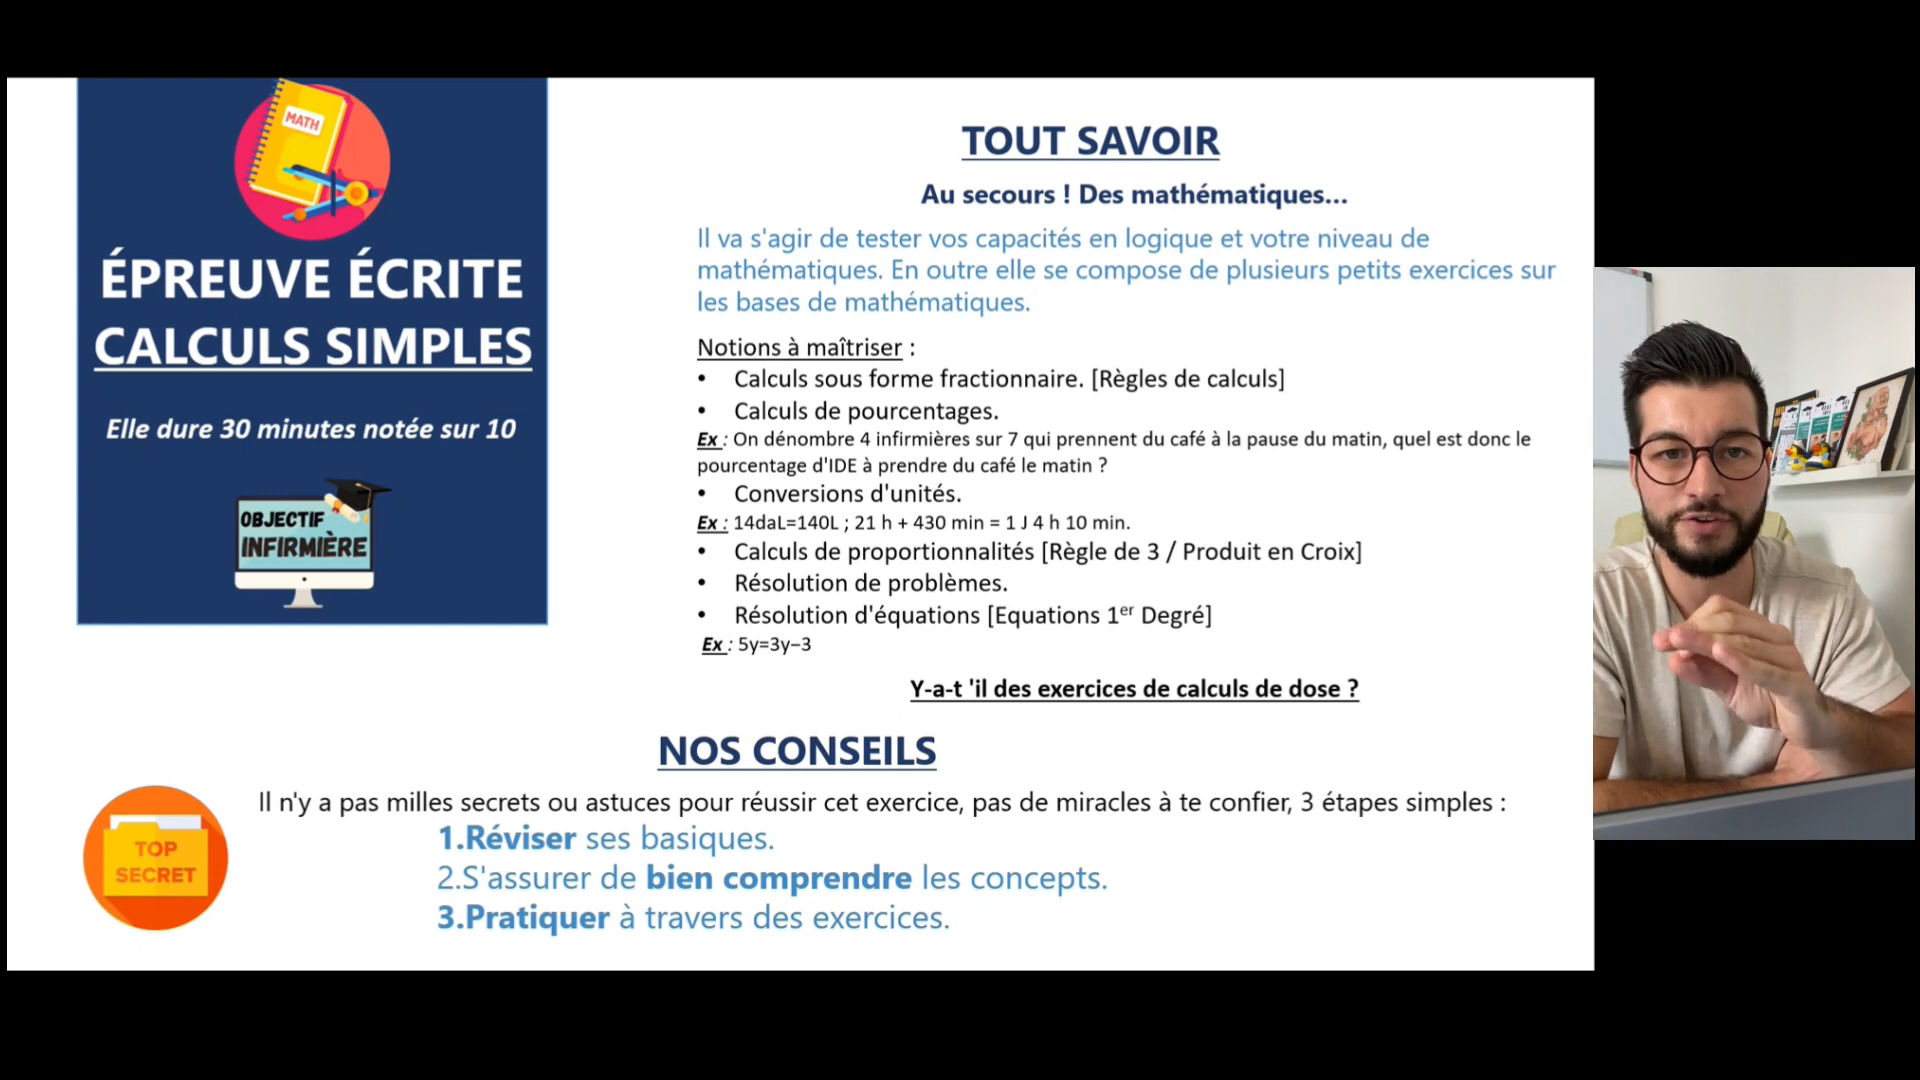 MATH
ÉPREUVE ÉCRITE
CALCULS SIMPLES
Elle dure 30 minutes notée sur 10
OBJECTIF
INFIRMIÈRE
TOUT SAVOIR
Au secours ! Des mathématiques...
Il va s'agir de tester vos capacités en logique et votre niveau de
mathématiques. En outre elle se compose de plusieurs petits exercices sur
les bases de mathématiques.
Notions à maîtriser :
• Calculs sous forme fractionnaire. [Règles de calculs]
• Calculs de pourcentages.
Ex : On dénombre 4 infirmières sur 7 qui prennent du café à la pause du matin, quel est donc le
pourcentage d'IDE à prendre du café le matin ?
• Conversions d'unités.
Ex : 14daL=140L ; 21 h + 430 min = 1 J 4 h 10 min.
• Calculs de proportionnalités [Règle de 3 / Produit en Croix]
• Résolution de problèmes.
• Résolution d'équations [Equations 1er Degré]
Ex : 5y=3y−3
Y-a-t 'il des exercices de calculs de dose ?
NOS CONSEILS
TOP
SECRET
Il n'y a pas milles secrets ou astuces pour réussir cet exercice, pas de miracles à te confier, 3 étapes simples :
1.Réviser ses basiques.
2.S'assurer de bien comprendre les concepts.
3.Pratiquer à travers des exercices.